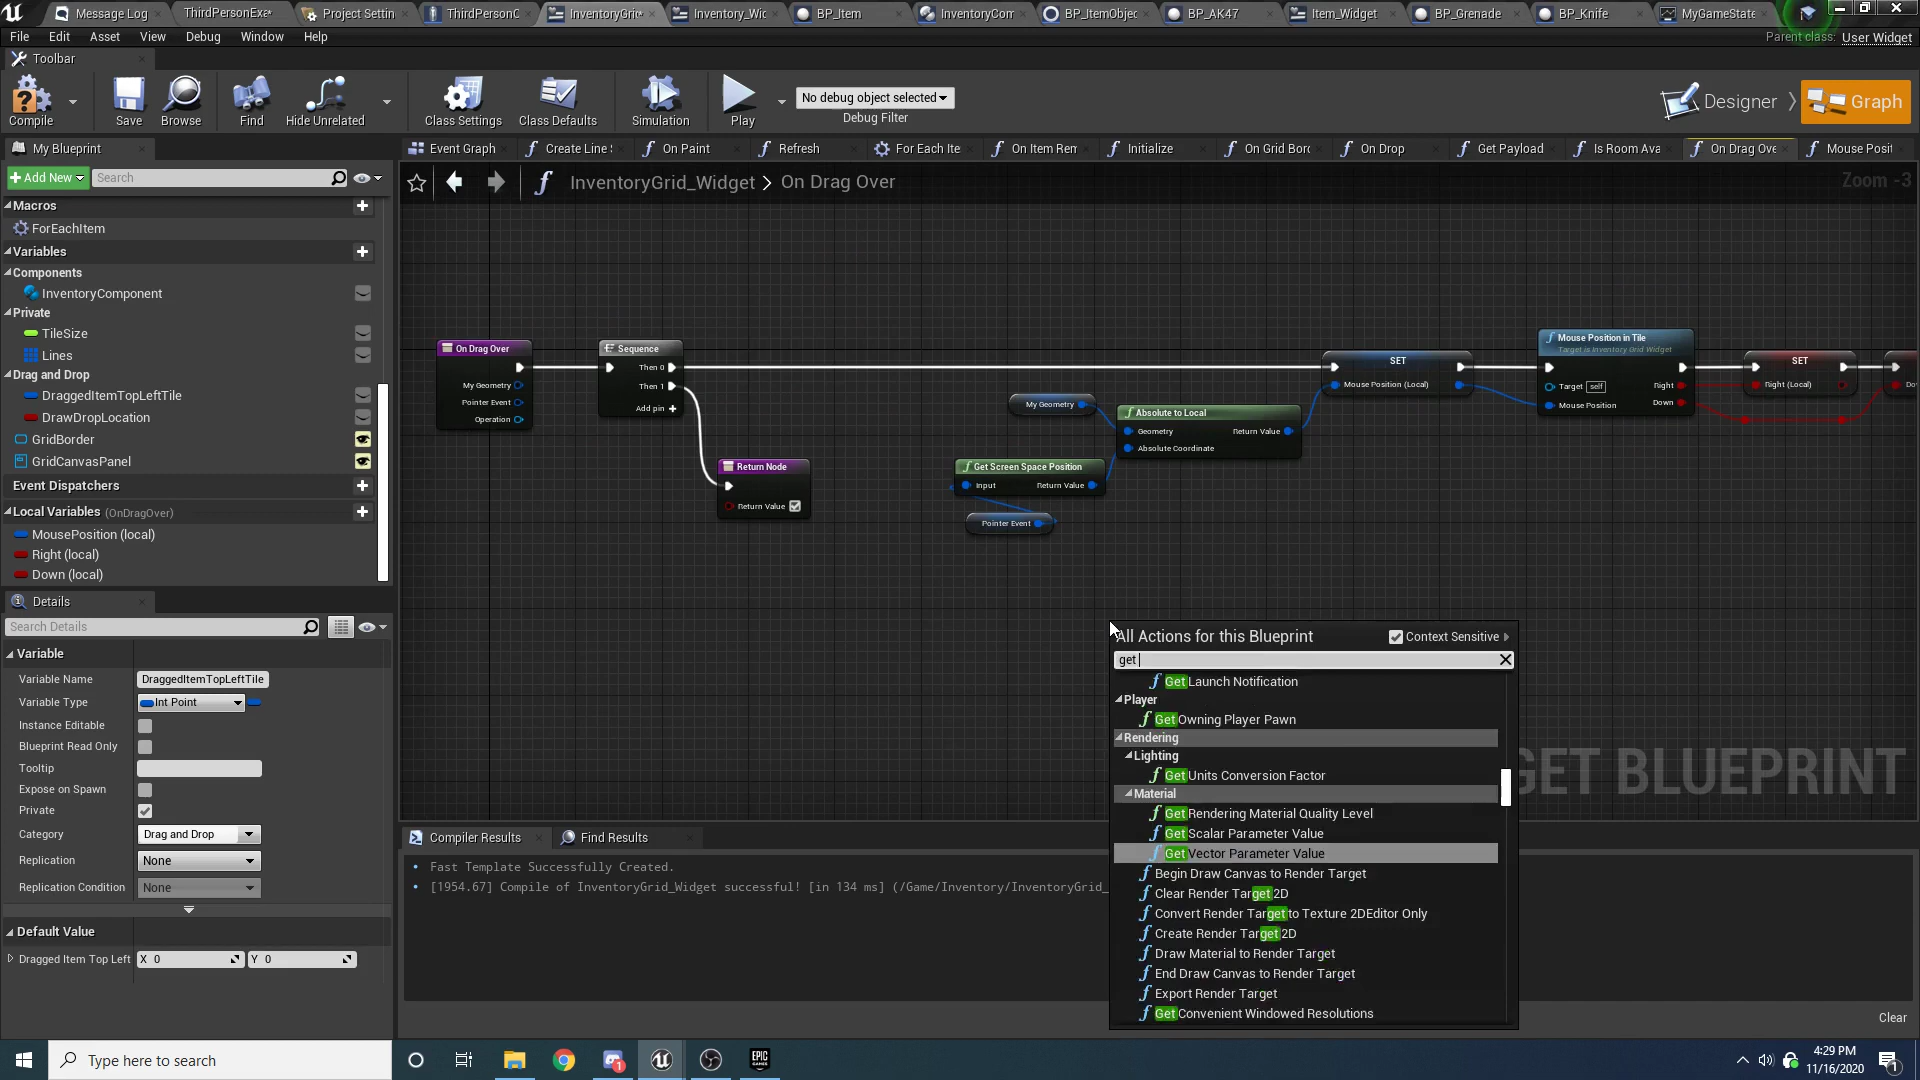 Message Log
ThirdPersonExa*
Project Settin
ThirdPersonC
InventoryGri*
Inventory_Wi
BP_Item
InventoryCom
BP_ItemObjec
BP_AK47
Item_Widget
BP_Grenade
BP_Knife
MyGameState
File
Edit
Asset
View
Debug
Window
Help
Parent class: User Widget
Toolbar
Compile
Save
Browse
Find
Hide Unrelated
Class Settings
Class Defaults
Simulation
Play
No debug object selected
Debug Filter
Designer
Graph
My Blueprint
Event Graph
Create Line
On Paint
Refresh
For Each Ite
On Item Rem
Initialize
On Grid Bor
On Drop
Get Payload
Is Room Ava
On Drag Ove
Mouse Posit
Add New
Search
InventoryGrid_Widget > On Drag Over
Zoom -3
Macros
ForEachItem
Variables
Components
InventoryComponent
Private
TileSize
Lines
Drag and Drop
DraggedItemTopLeftTile
DrawDropLocation
GridBorder
GridCanvasPanel
Event Dispatchers
Local Variables (OnDragOver)
MousePosition (local)
Right (local)
Down (local)
On Drag Over
My Geometry
Pointer Event
Operation
Sequence
Then 0
Then 1
Add pin +
Return Node
Return Value
My Geometry
Absolute to Local
Geometry
Return Value
Absolute Coordinate
Get Screen Space Position
Input
Return Value
Pointer Event
SET
Mouse Position (Local)
Mouse Position in Tile
Target is Inventory Grid Widget
Target self
Right
Mouse Position
Down
SET
Right (Local)
Details
Search Details
Variable
Variable Name
DraggedItemTopLeftTile
Variable Type
Int Point
Instance Editable
Blueprint Read Only
Tooltip
Expose on Spawn
Private
Category
Drag and Drop
Replication
None
Replication Condition
None
Default Value
Dragged Item Top Left
X 0
Y 0
All Actions for this Blueprint
Context Sensitive
get
Get Launch Notification
Player
Get Owning Player Pawn
Rendering
Lighting
Get Units Conversion Factor
Material
Get Rendering Material Quality Level
Get Scalar Parameter Value
Get Vector Parameter Value
Begin Draw Canvas to Render Target
Clear Render Target 2D
Convert Render Target to Texture 2DEditor Only
Create Render Target 2D
Draw Material to Render Target
End Draw Canvas to Render Target
Export Render Target
Get Convenient Windowed Resolutions
GET BLUEPRINT
Compiler Results
Find Results
Fast Template Successfully Created.
[1954.67] Compile of InventoryGrid_Widget successful! [in 134 ms] (/Game/Inventory/InventoryGrid_
Clear
Type here to search
EPIC GAMES
4:29 PM
11/16/2020